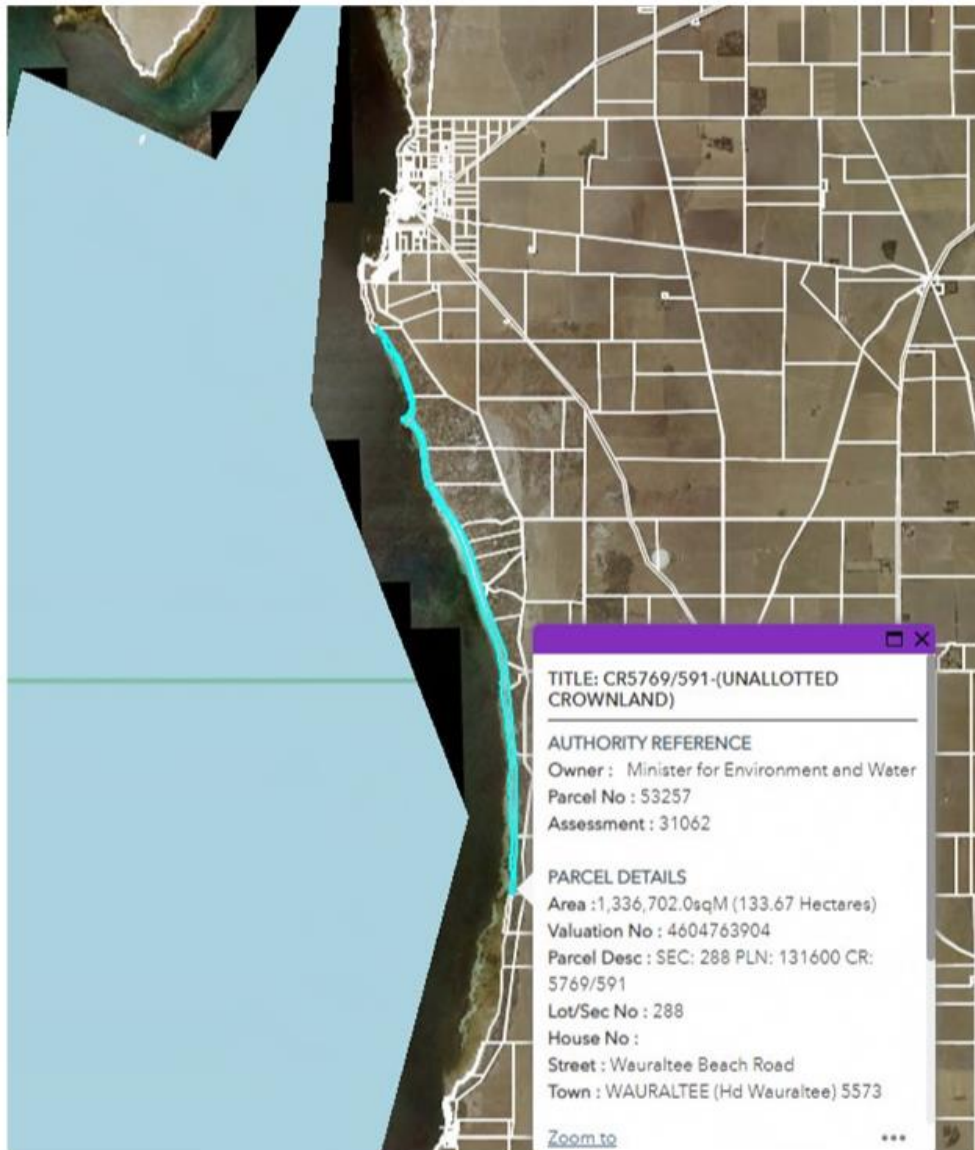 TITLE: CR5769/591-(UNALLOTTED
CROWNLAND)
AUTHORITY REFERENCE
Owner : Minister for Environment and Water
Parcel No : 53257
Assessment : 31062
PARCEL DETAILS
Area :1,336,702.0sqM (133.67 Hectares)
Valuation No : 4604763904
Parcel Desc : SEC: 288 PLN: 131600 CR:
5769/591
Lot/Sec No : 288
House No :
Street : Wauraltee Beach Road
Town : WAURALTEE (Hd Wauraltee) 5573
Zoom to